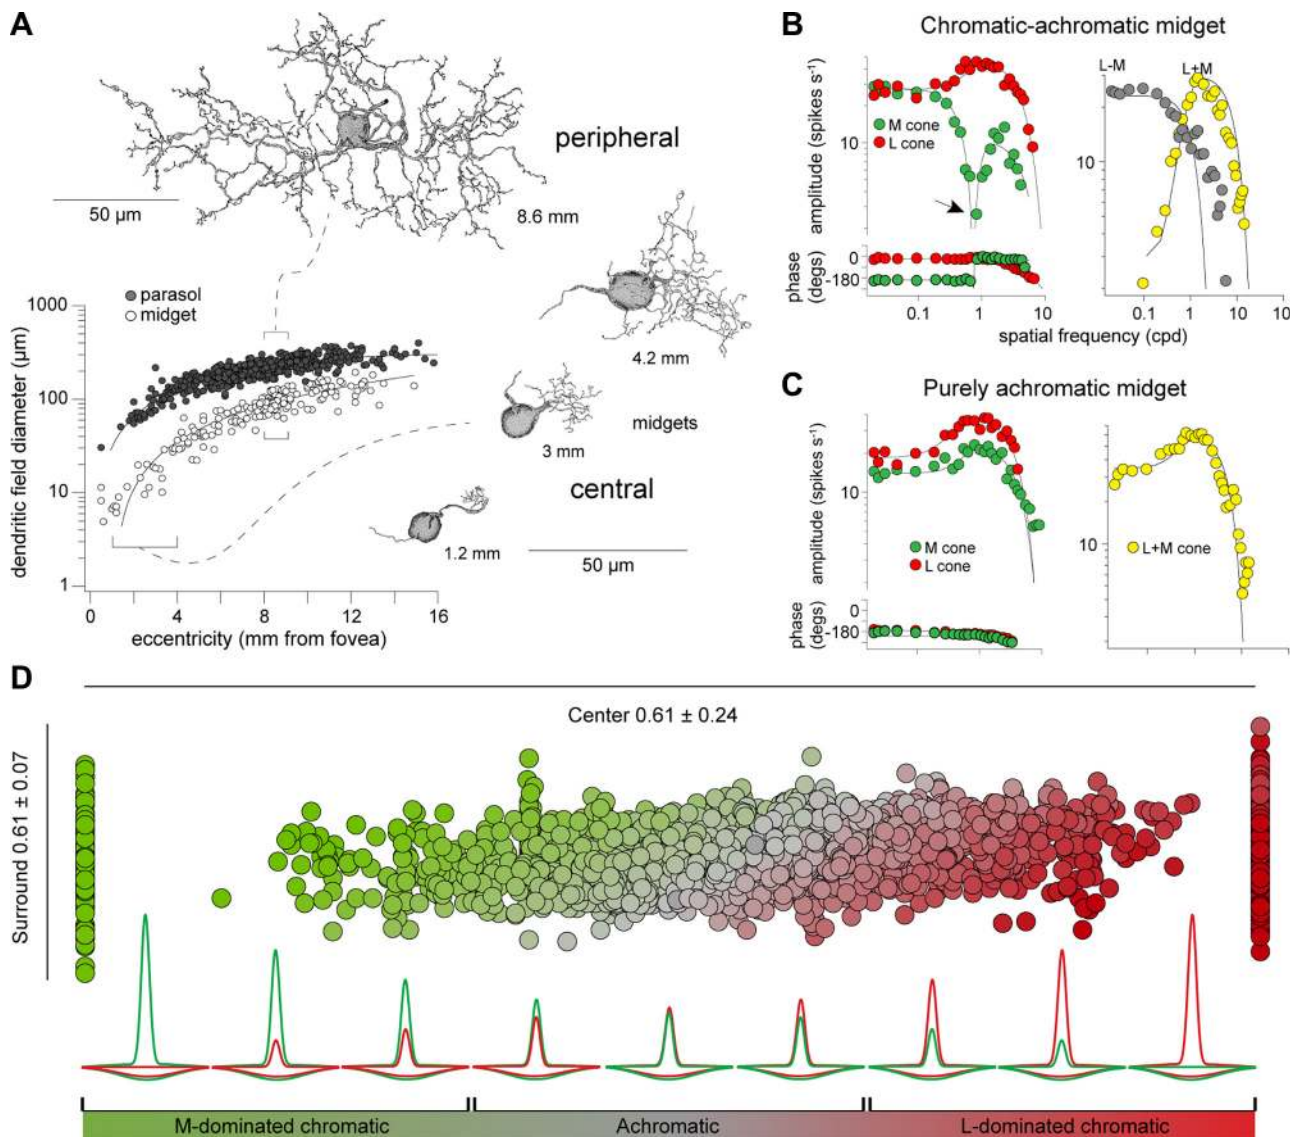 A
peripheral
50 µm
8.6 mm
parasol
midget
1000
100
10
1
dendritic field diameter (µm)
0 4 8 12 16
eccentricity (mm from fovea)
4.2 mm
3 mm
midgets
central
1.2 mm
50 µm
B
Chromatic-achromatic midget
amplitude (spikes s⁻¹)
10
M cone
L cone
phase
(degs)
0
-180
0.1 1 10
L-M
L+M
10
0.1 1 10 10
spatial frequency (cpd)
C
Purely achromatic midget
amplitude (spikes s⁻¹)
10
M cone
L cone
phase
(degs)
0
-180
10
L+M cone
D
Center 0.61 ± 0.24
Surround 0.61 ± 0.07
M-dominated chromatic
Achromatic
L-dominated chromatic